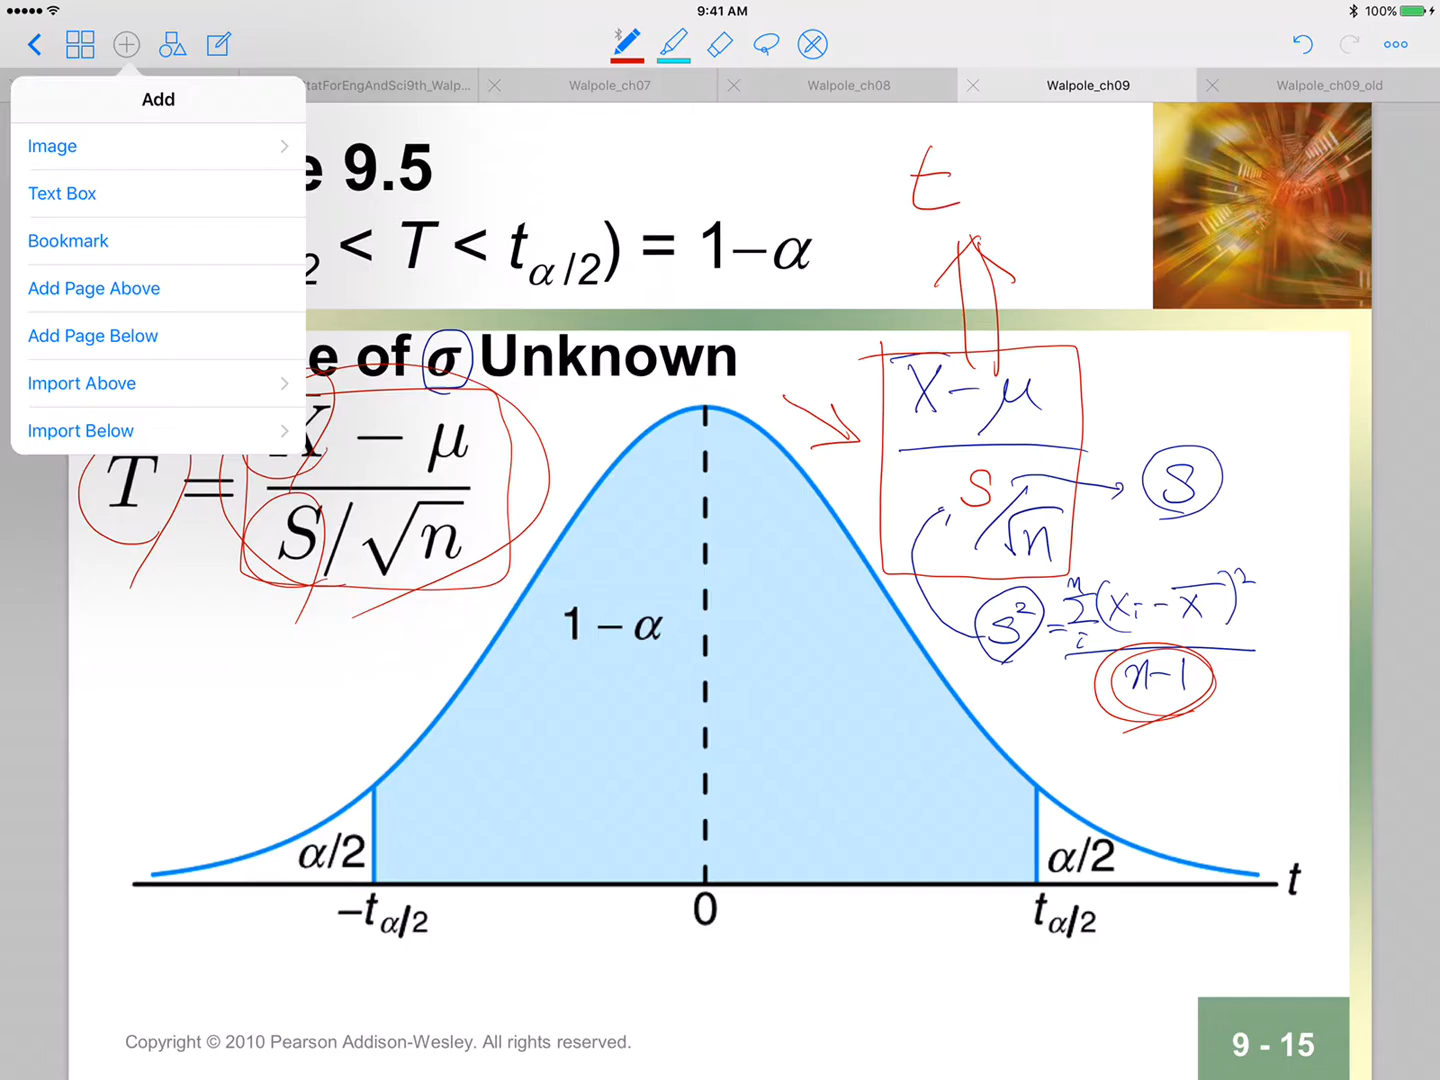 9:41 AM
100%
tatForEngAndSci9th_Walp...
Walpole_ch07
Walpole_ch08
Walpole_ch09
Walpole_ch09_old
Add
Image
Text Box
Bookmark
Add Page Above
Add Page Below
Import Above
Import Below
e 9.5
2 < T < tα/2) = 1−α
t
e of σ Unknown
T = X − μ
S/√n
X̄ − μ
S/√n
S
S² = Σ(Xi − X̄)²
n
i
n−1
1 − α
α/2
α/2
−tα/2
0
tα/2
t
Copyright © 2010 Pearson Addison-Wesley. All rights reserved.
9 - 15